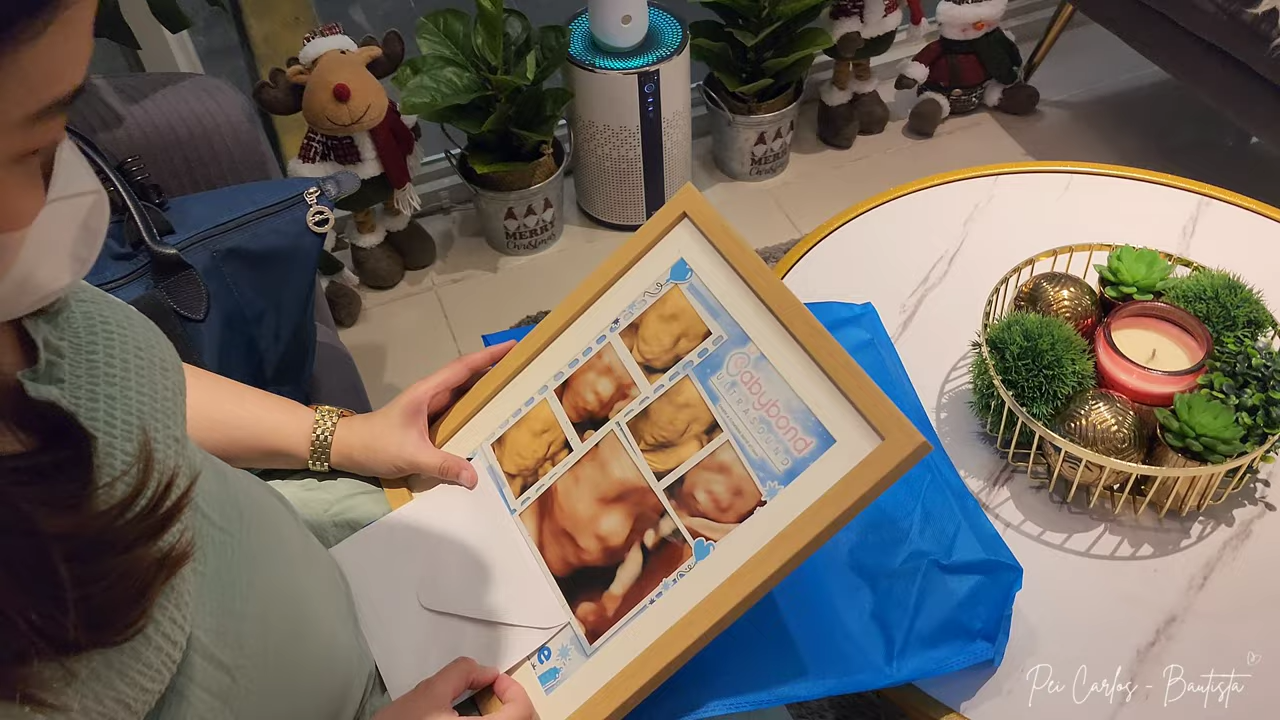 MERRY
Christmas
MERRY
Christmas
Babybond
ULTRASOUND
Pei Carlos - Bautista